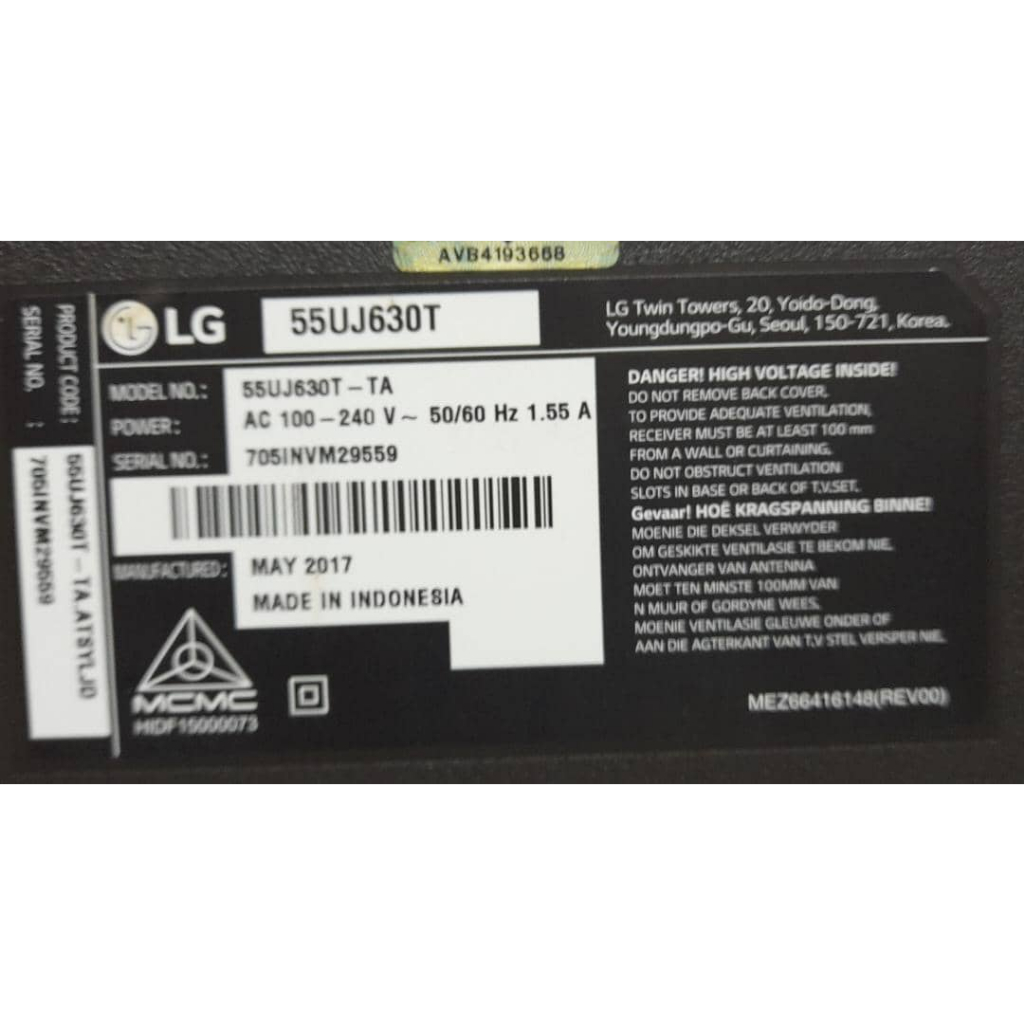 AVB4193668
LG
55UJ630T
LG Twin Towers, 20, Yoido-Dong,
Youngdungpo-Gu, Seoul, 150-721, Korea.
PRODUCT CODE :
SERIAL NO. :
55UJ630T-TA.ATSYLJD
705INVM29559
MODEL NO. :
55UJ630T-TA
POWER :
AC 100-240 V ~ 50/60 Hz 1.55 A
SERIAL NO. :
705INVM29559
MANUFACTURED :
MAY 2017
MADE IN INDONESIA
MCMC
HIDF15000073
DANGER! HIGH VOLTAGE INSIDE!
DO NOT REMOVE BACK COVER.
TO PROVIDE ADEQUATE VENTILATION,
RECEIVER MUST BE AT LEAST 100 mm
FROM A WALL OR CURTAINING.
DO NOT OBSTRUCT VENTILATION
SLOTS IN BASE OR BACK OF T.V.SET.
Gevaar! HOË KRAGSPANNING BINNE!
MOENIE DIE DEKSEL VERWYDER
OM GESKIKTE VENTILASIE TE BEKOM NIE,
ONTVANGER VAN ANTENNA
MOET TEN MINSTE 100MM VAN
N MUUR OF GORDYNE WEES.
MOENIE VENTILASIE GLEUWE ONDER OF
AAN DIE AGTERKANT VAN T.V STEL VERSPER NIE.
MEZ66416148(REV00)